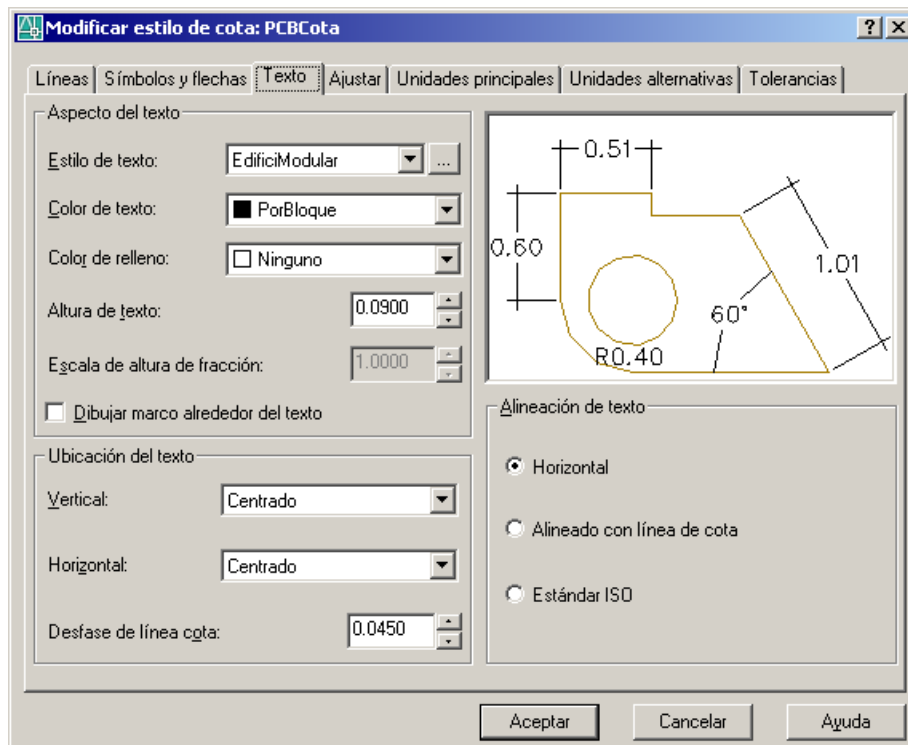 Modificar estilo de cota: PCBCota
Líneas Símbolos y flechas Texto Ajustar Unidades principales Unidades alternativas Tolerancias
Aspecto del texto
Estilo de texto: EdificiModular ...
Color de texto: PorBloque
Color de relleno: Ninguno
Altura de texto: 0.0900
Escala de altura de fracción: 1.0000
Dibujar marco alrededor del texto
Ubicación del texto
Vertical: Centrado
Horizontal: Centrado
Desfase de línea cota: 0.0450
0.51
0.60
1.01
60°
R0.40
Alineación de texto
Horizontal
Alineado con línea de cota
Estándar ISO
Aceptar Cancelar Ayuda